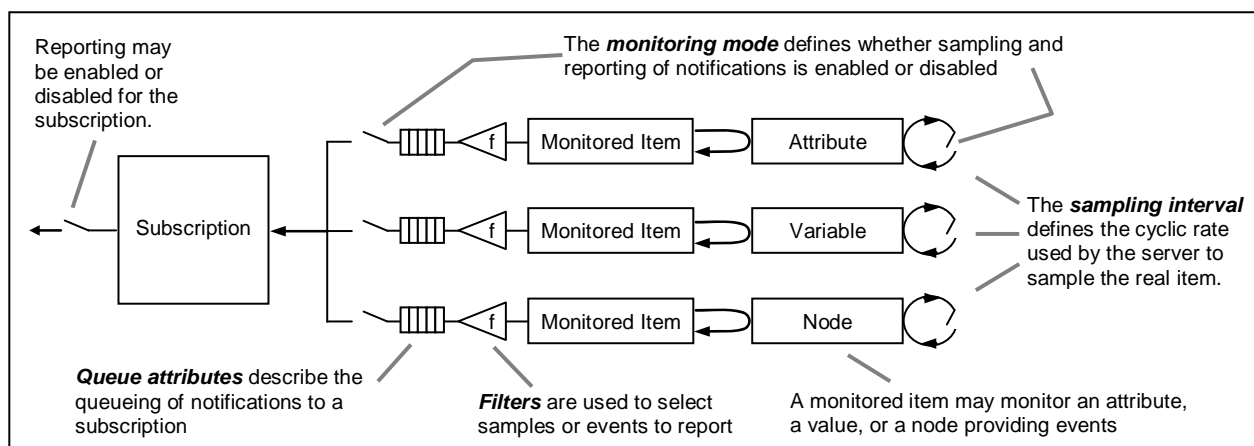 Reporting may
be enabled or
disabled for the
subscription.
The monitoring mode defines whether sampling and
reporting of notifications is enabled or disabled
f
Monitored Item
Attribute
Subscription
f
Monitored Item
Variable
The sampling interval
defines the cyclic rate
used by the server to
sample the real item.
f
Monitored Item
Node
Queue attributes describe the
queueing of notifications to a
subscription
Filters are used to select
samples or events to report
A monitored item may monitor an attribute,
a value, or a node providing events